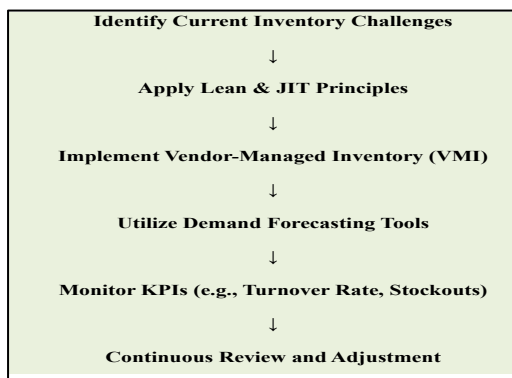 Identify Current Inventory Challenges
↓
Apply Lean & JIT Principles
↓
Implement Vendor-Managed Inventory (VMI)
↓
Utilize Demand Forecasting Tools
↓
Monitor KPIs (e.g., Turnover Rate, Stockouts)
↓
Continuous Review and Adjustment